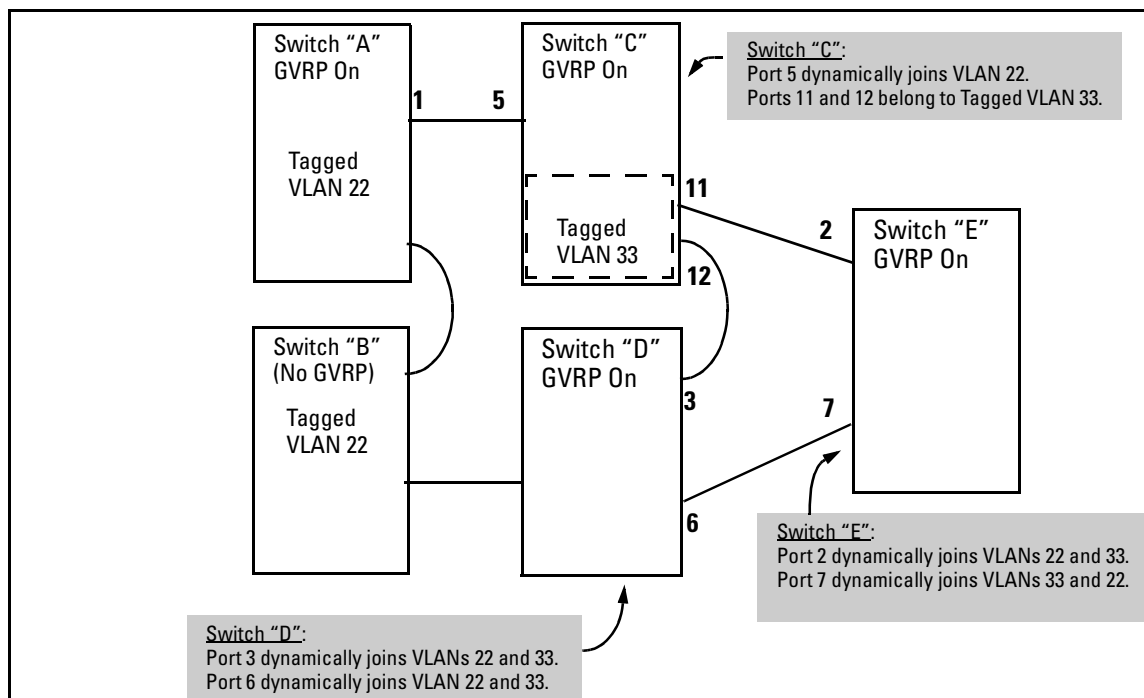 Switch “A”
GVRP On
Tagged
VLAN 22
1
5
Switch “C”
GVRP On
Tagged
VLAN 33
11
12
Switch “C”:
Port 5 dynamically joins VLAN 22.
Ports 11 and 12 belong to Tagged VLAN 33.
2
Switch “E”
GVRP On
7
Switch “B”
(No GVRP)
Tagged
VLAN 22
Switch “D”
GVRP On
3
6
Switch “E”:
Port 2 dynamically joins VLANs 22 and 33.
Port 7 dynamically joins VLANs 33 and 22.
Switch “D”:
Port 3 dynamically joins VLANs 22 and 33.
Port 6 dynamically joins VLAN 22 and 33.